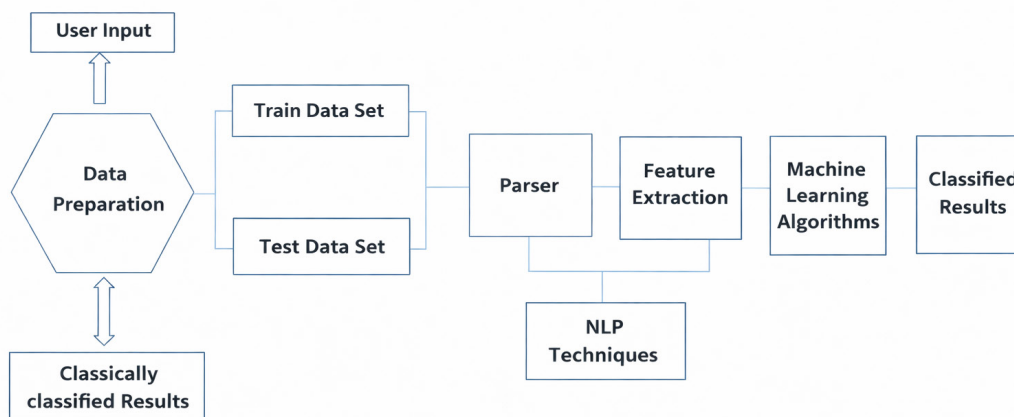 User Input
Data
Preparation
Classically
classified Results
Train Data Set
Test Data Set
Parser
Feature
Extraction
NLP
Techniques
Machine
Learning
Algorithms
Classified
Results